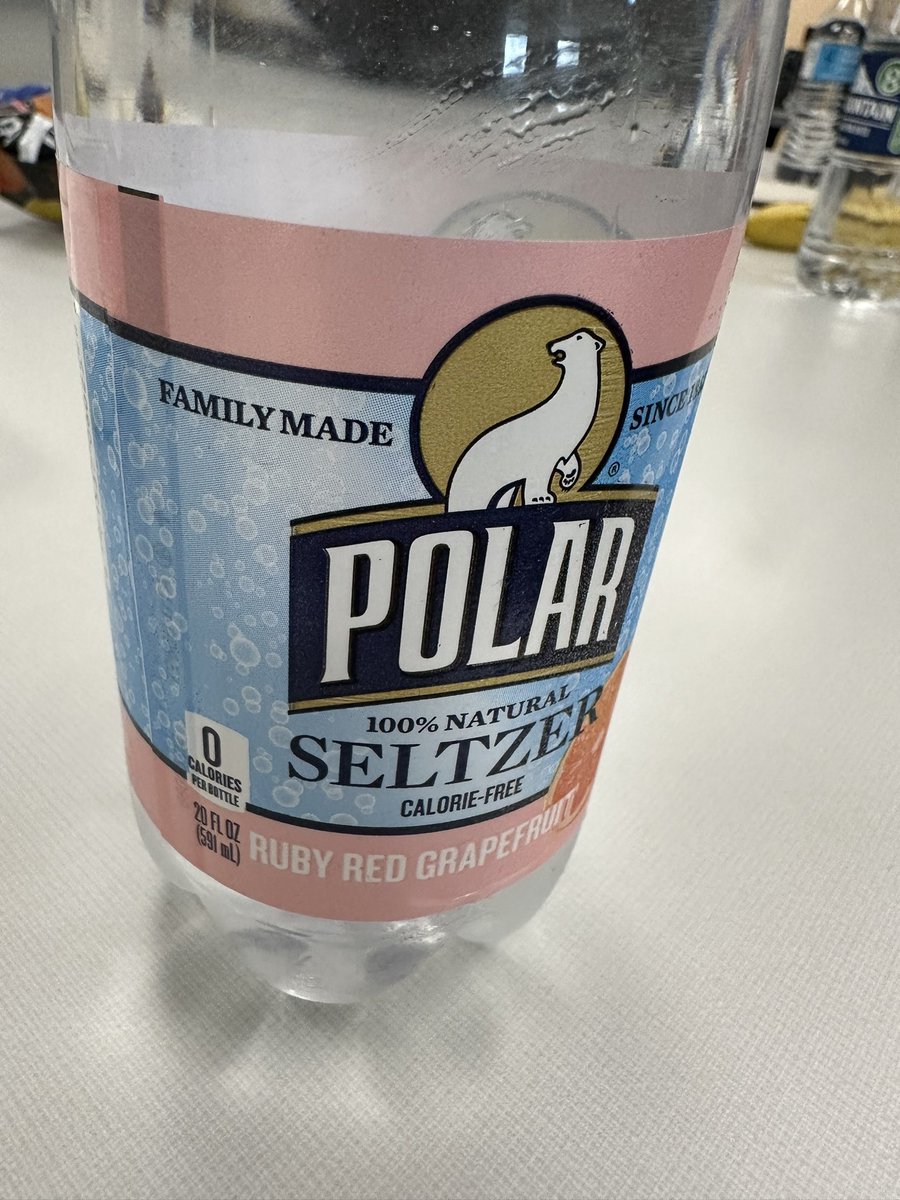 FAMILY MADE
SINCE
®
POLAR
100% NATURAL
SELTZER
CALORIE-FREE
0
CALORIES
PER BOTTLE
20 FL OZ
(591 mL)
RUBY RED GRAPEFRUIT